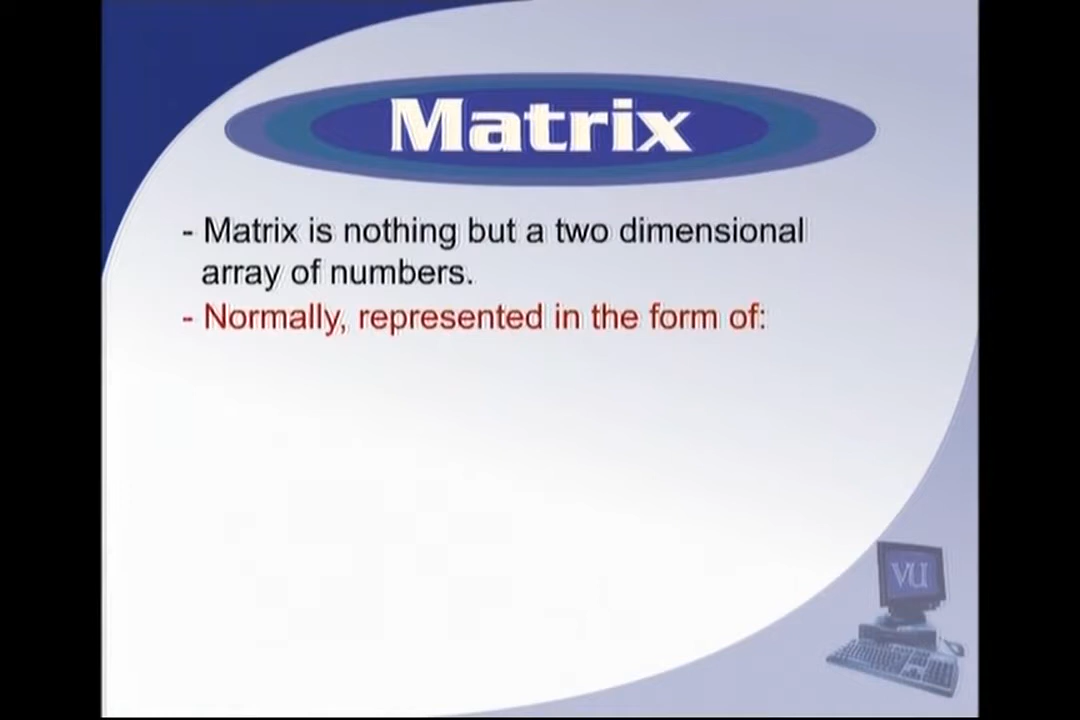 Matrix
- Matrix is nothing but a two dimensional
array of numbers.
- Normally, represented in the form of:
VU